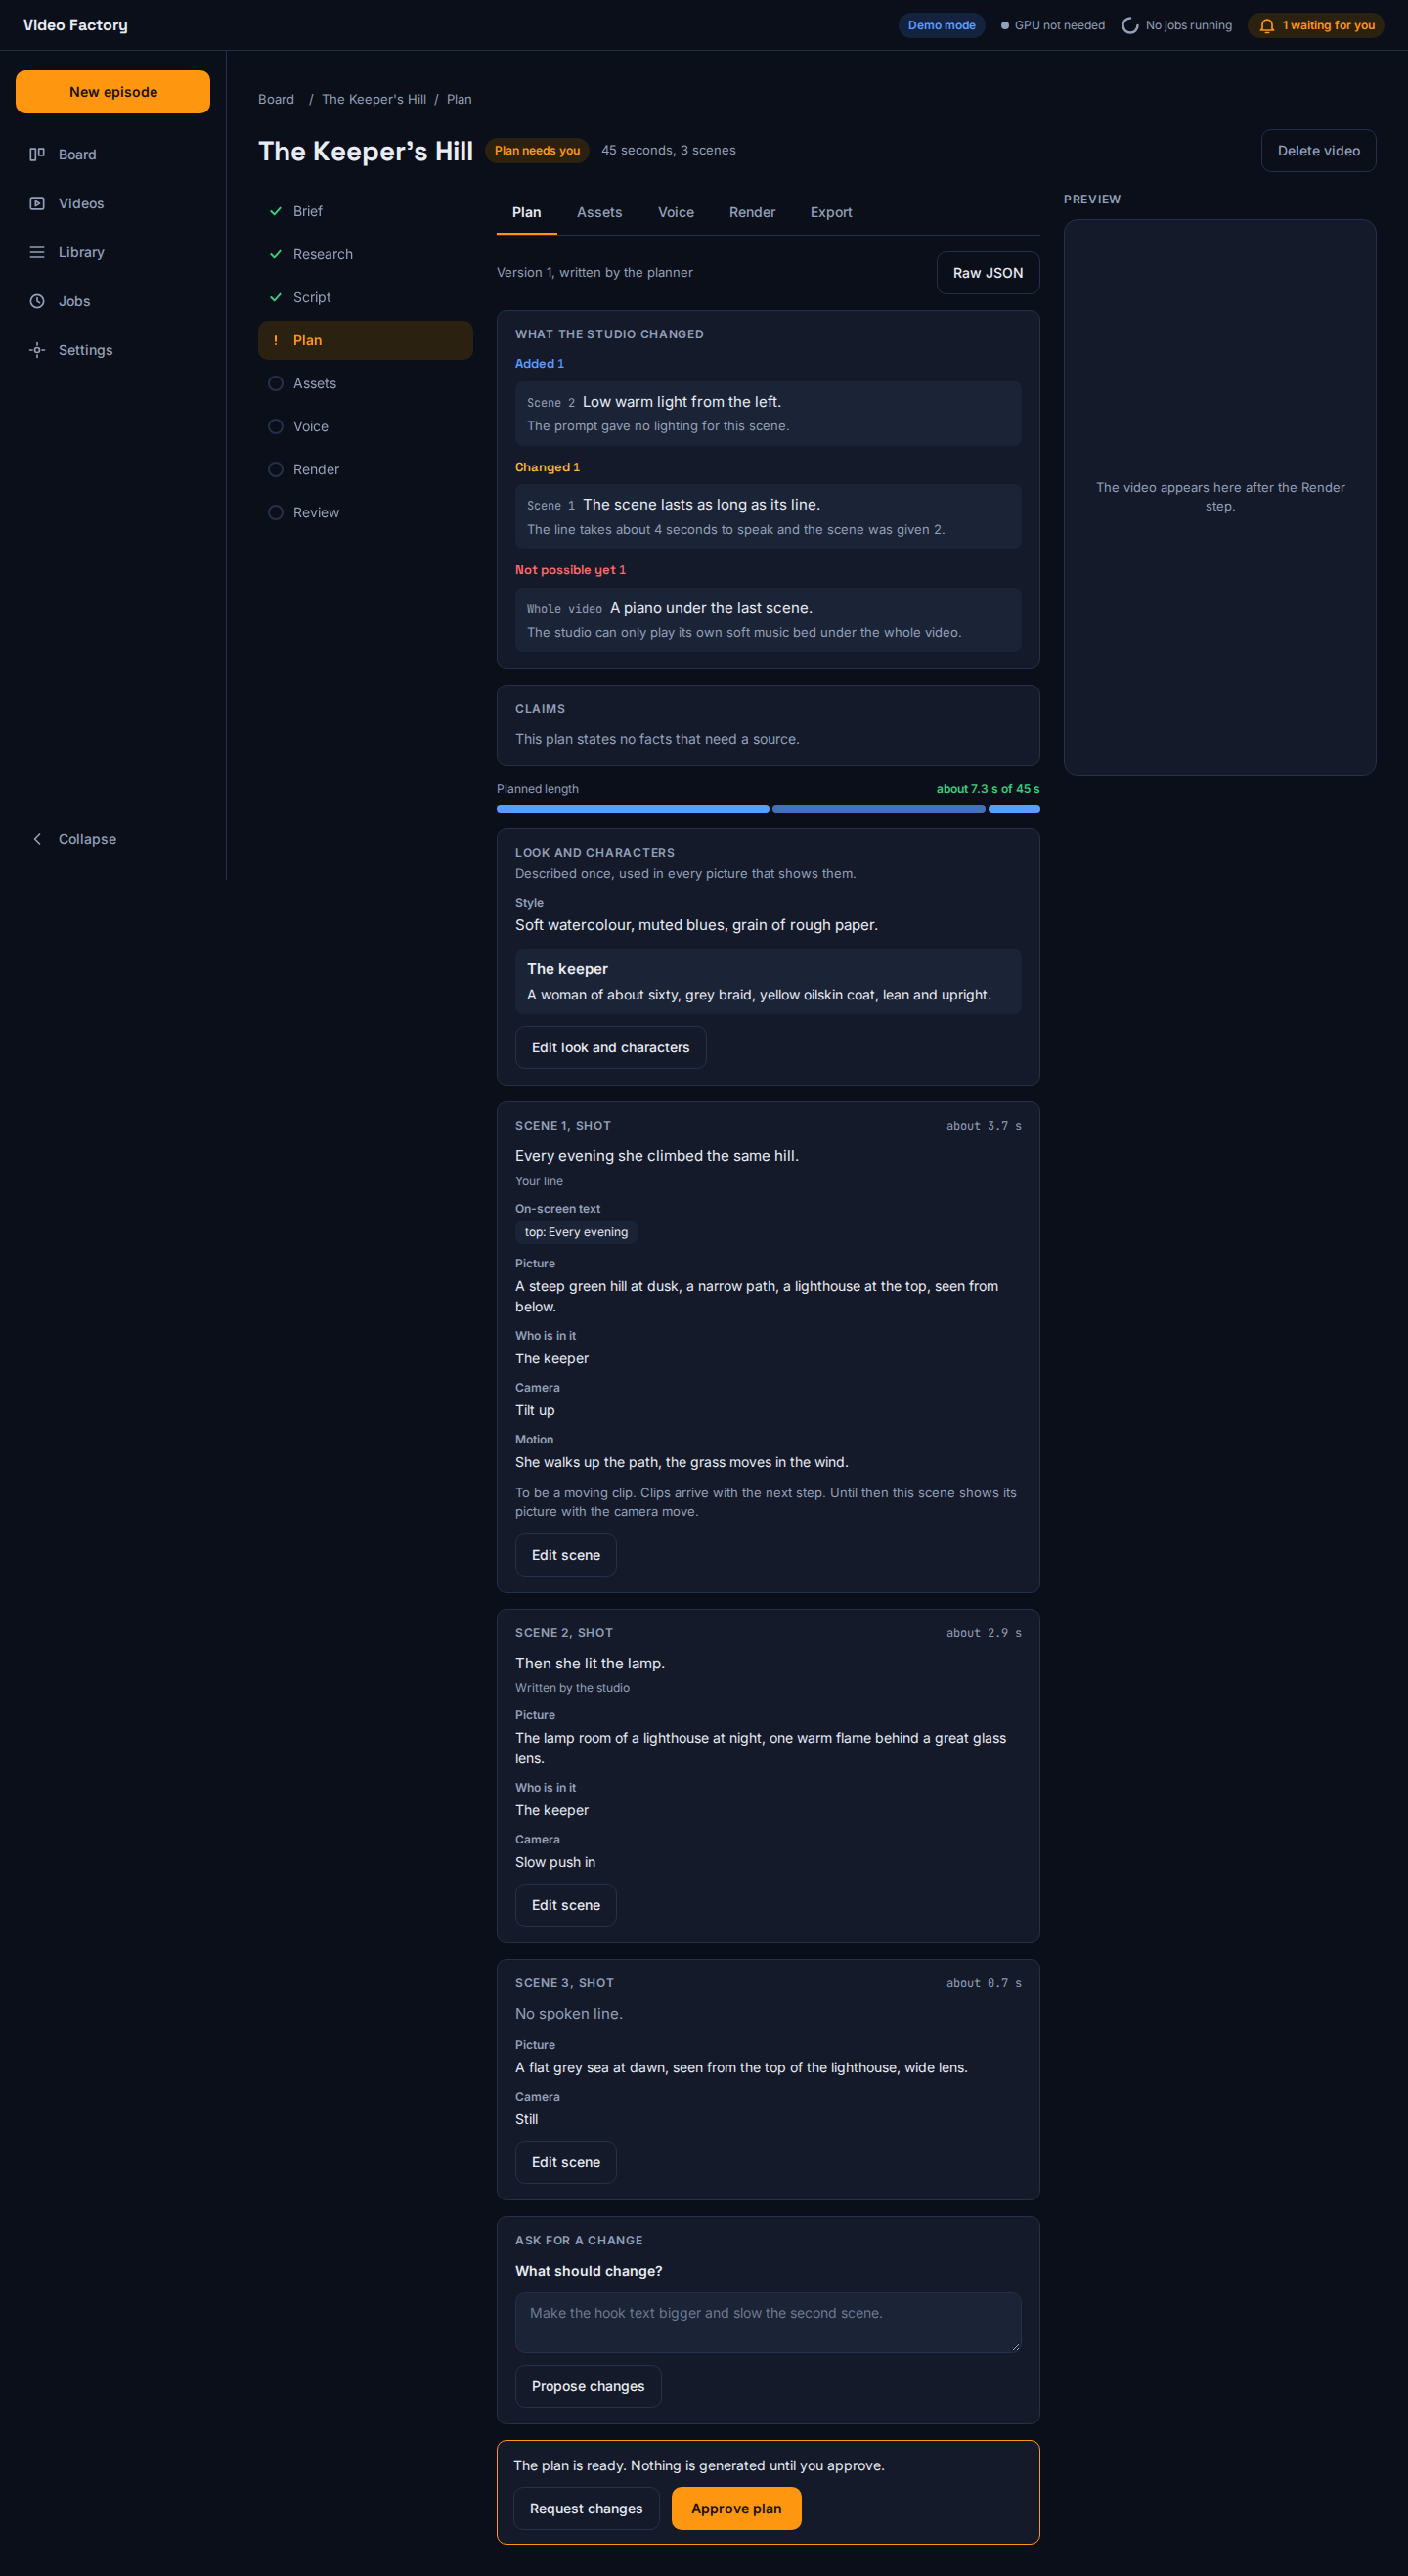 Video Factory
Demo mode
GPU not needed
No jobs running
1 waiting for you
New episode
Board
Videos
Library
Jobs
Settings
Collapse
Board / The Keeper's Hill / Plan
The Keeper’s Hill
Plan needs you
45 seconds, 3 scenes
Delete video
Brief
Research
Script
! Plan
Assets
Voice
Render
Review
Plan
Assets
Voice
Render
Export
Version 1, written by the planner
Raw JSON
WHAT THE STUDIO CHANGED
Added 1
Scene 2 Low warm light from the left.
The prompt gave no lighting for this scene.
Changed 1
Scene 1 The scene lasts as long as its line.
The line takes about 4 seconds to speak and the scene was given 2.
Not possible yet 1
Whole video A piano under the last scene.
The studio can only play its own soft music bed under the whole video.
CLAIMS
This plan states no facts that need a source.
Planned length
about 7.3 s of 45 s
LOOK AND CHARACTERS
Described once, used in every picture that shows them.
Style
Soft watercolour, muted blues, grain of rough paper.
The keeper
A woman of about sixty, grey braid, yellow oilskin coat, lean and upright.
Edit look and characters
SCENE 1, SHOT
about 3.7 s
Every evening she climbed the same hill.
Your line
On-screen text
top: Every evening
Picture
A steep green hill at dusk, a narrow path, a lighthouse at the top, seen from
below.
Who is in it
The keeper
Camera
Tilt up
Motion
She walks up the path, the grass moves in the wind.
To be a moving clip. Clips arrive with the next step. Until then this scene shows its
picture with the camera move.
Edit scene
SCENE 2, SHOT
about 2.9 s
Then she lit the lamp.
Written by the studio
Picture
The lamp room of a lighthouse at night, one warm flame behind a great glass
lens.
Who is in it
The keeper
Camera
Slow push in
Edit scene
SCENE 3, SHOT
about 0.7 s
No spoken line.
Picture
A flat grey sea at dawn, seen from the top of the lighthouse, wide lens.
Camera
Still
Edit scene
ASK FOR A CHANGE
What should change?
Make the hook text bigger and slow the second scene.
Propose changes
The plan is ready. Nothing is generated until you approve.
Request changes
Approve plan
PREVIEW
The video appears here after the Render
step.